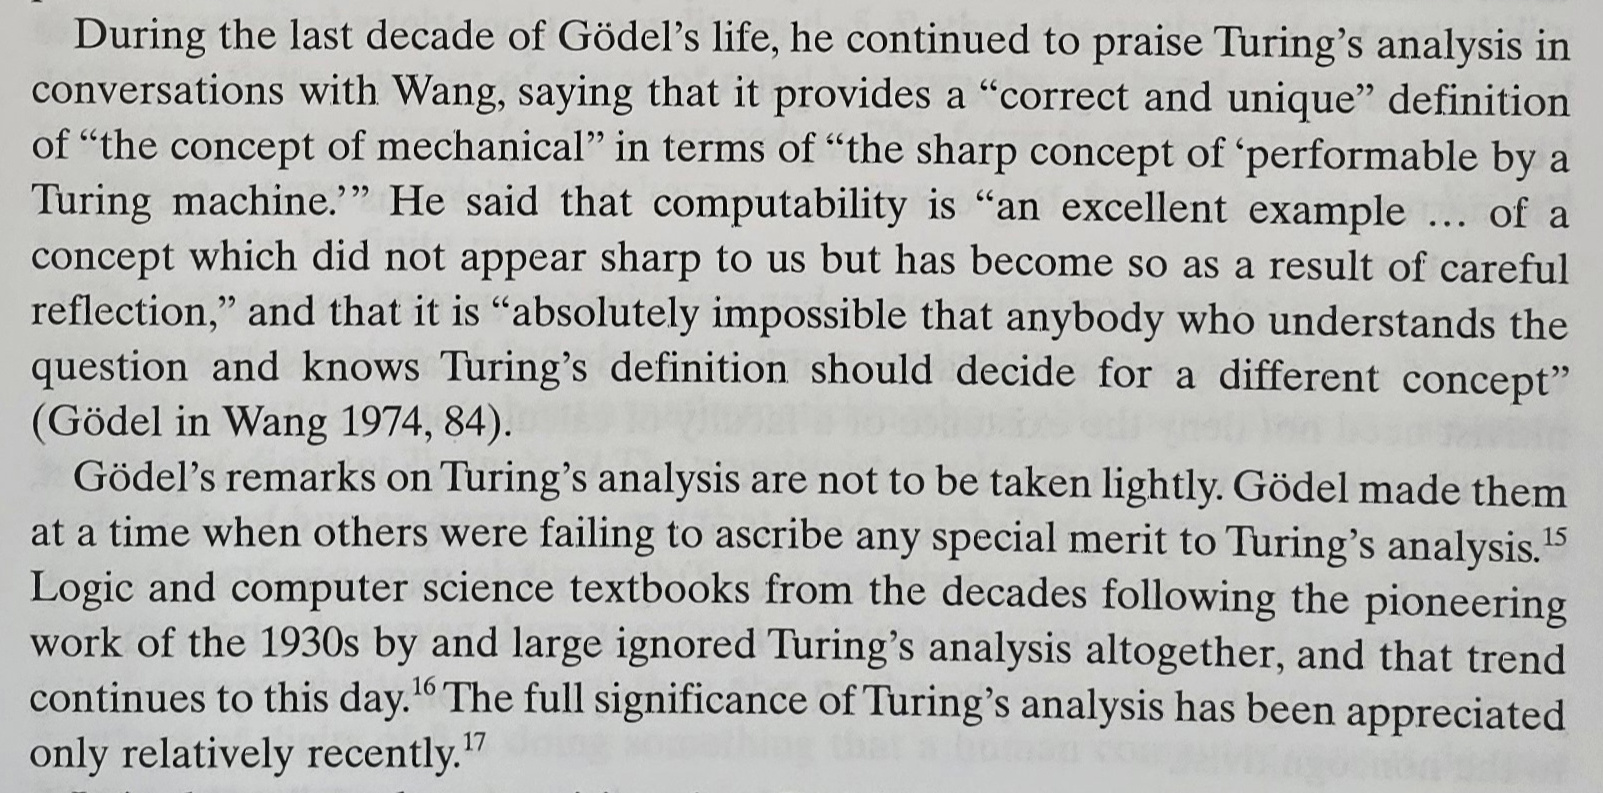 During the last decade of Gödel’s life, he continued to praise Turing’s analysis in
conversations with Wang, saying that it provides a “correct and unique” definition
of “the concept of mechanical” in terms of “the sharp concept of ‘performable by a
Turing machine.’” He said that computability is “an excellent example ... of a
concept which did not appear sharp to us but has become so as a result of careful
reflection,” and that it is “absolutely impossible that anybody who understands the
question and knows Turing’s definition should decide for a different concept”
(Gödel in Wang 1974, 84).
Gödel’s remarks on Turing’s analysis are not to be taken lightly. Gödel made them
at a time when others were failing to ascribe any special merit to Turing’s analysis.15
Logic and computer science textbooks from the decades following the pioneering
work of the 1930s by and large ignored Turing’s analysis altogether, and that trend
continues to this day.16 The full significance of Turing’s analysis has been appreciated
only relatively recently.17